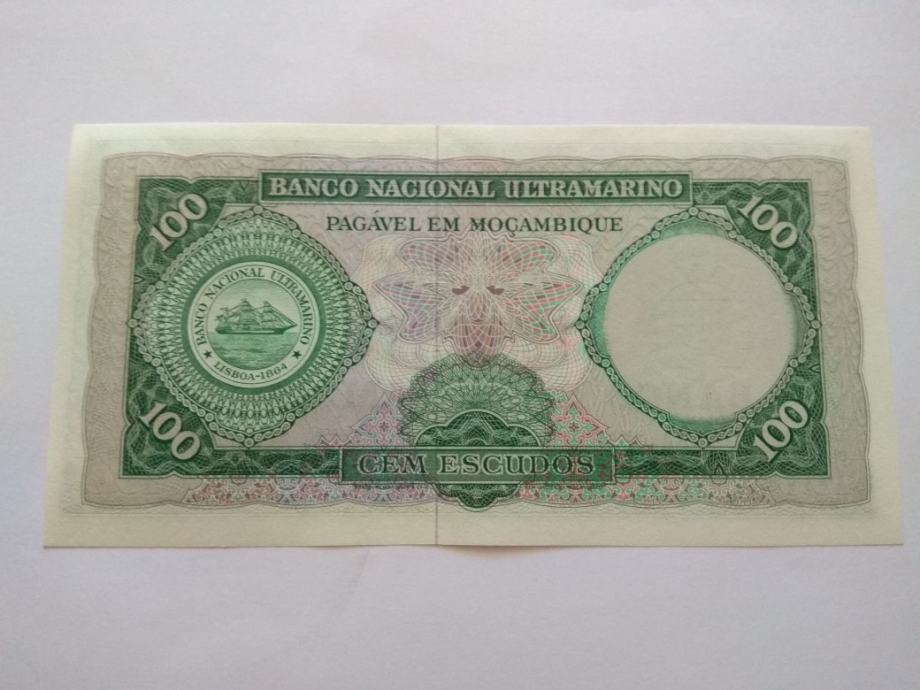 BANCO NACIONAL ULTRAMARINO
PAGÁVEL EM MOÇAMBIQUE
100
100
BANCO NACIONAL ULTRAMARINO
★ LISBOA-1864 ★
100
100
CEM ESCUDOS